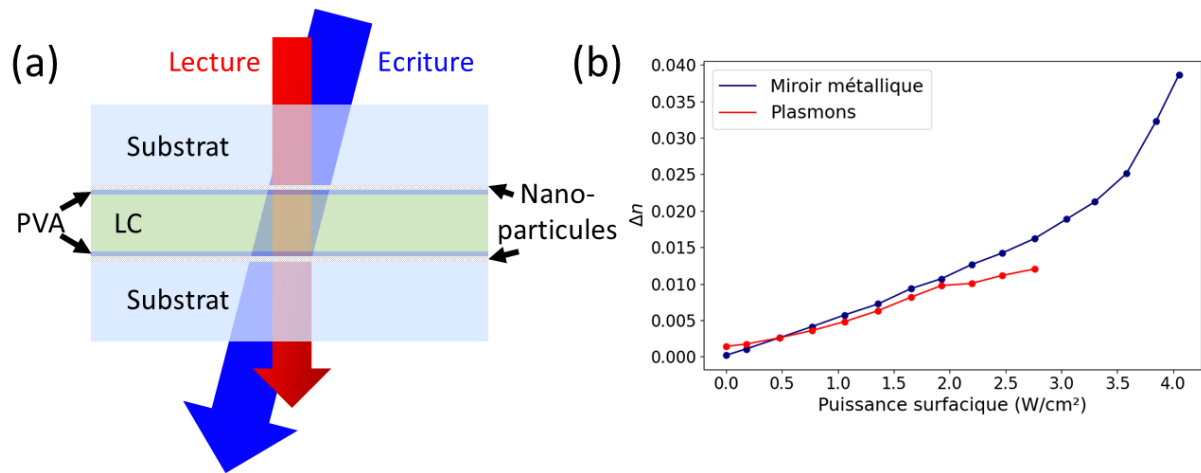 (a)
Lecture
Ecriture
Substrat
PVA
LC
Nano-
particules
Substrat
(b)
Miroir métallique
Plasmons
0.040
0.035
0.030
0.025
0.020
0.015
0.010
0.005
0.000
Δn
0.0 0.5 1.0 1.5 2.0 2.5 3.0 3.5 4.0
Puissance surfacique (W/cm²)